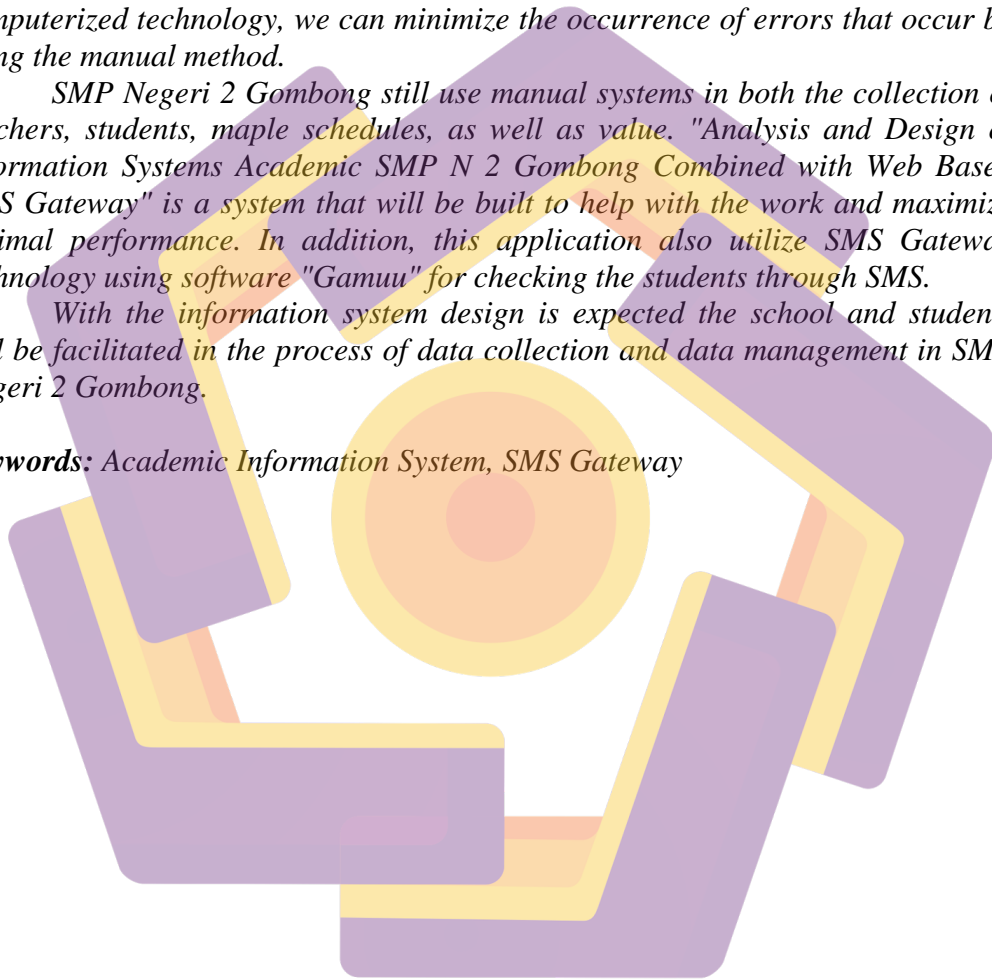 mputerized technology, we can minimize the occurrence of errors that occur b
ng the manual method.
SMP Negeri 2 Gombong still use manual systems in both the collection o
chers, students, maple schedules, as well as value. "Analysis and Design o
ormation Systems Academic SMP N 2 Gombong Combined with Web Base
S Gateway" is a system that will be built to help with the work and maximiz
imal performance. In addition, this application also utilize SMS Gatewa
hnology using software "Gamuu" for checking the students through SMS.
With the information system design is expected the school and student
l be facilitated in the process of data collection and data management in SM
geri 2 Gombong.
ywords: Academic Information System, SMS Gateway